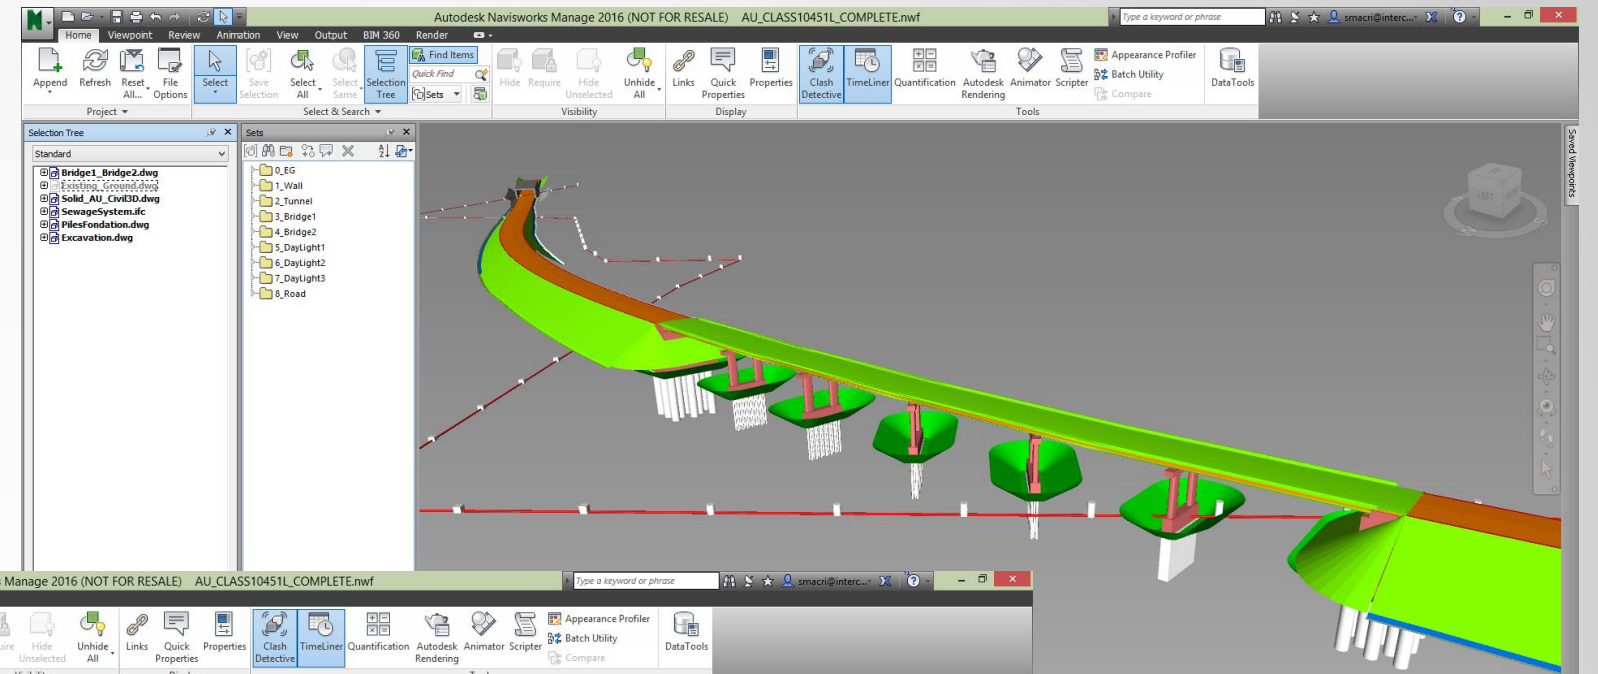 Autodesk Navisworks Manage 2016 (NOT FOR RESALE) AU_CLASS10451L_COMPLETE.nwf
Type a keyword or phrase
smacri@interc...
Home Viewpoint Review Animation View Output BIM 360 Render
Append
Refresh
Reset All...
File Options
Select
Save Selection
Select All
Select Same
Selection Tree
Find Items
Quick Find
Sets
Hide
Require
Hide Unselected
Unhide All
Links
Quick Properties
Properties
Clash Detective
TimeLiner
Quantification
Autodesk Rendering
Animator
Scripter
Appearance Profiler
Batch Utility
Compare
DataTools
Project
Select & Search
Visibility
Display
Tools
Selection Tree
Standard
Bridge1_Bridge2.dwg
Existing_Ground.dwg
Solid_AU_Civil3D.dwg
SewageSystem.ifc
PilesFondation.dwg
Excavation.dwg
Sets
0_EG
1_Wall
2_Tunnel
3_Bridge1
4_Bridge2
5_DayLight1
6_DayLight2
7_DayLight3
8_Road
LEFT
Saved Viewpoints
s Manage 2016 (NOT FOR RESALE) AU_CLASS10451L_COMPLETE.nwf
Type a keyword or phrase
smacri@interc...
uire
Hide Unselected
Unhide All
Links
Quick Properties
Properties
Clash Detective
TimeLiner
Quantification
Autodesk Rendering
Animator
Scripter
Appearance Profiler
Batch Utility
Compare
DataTools